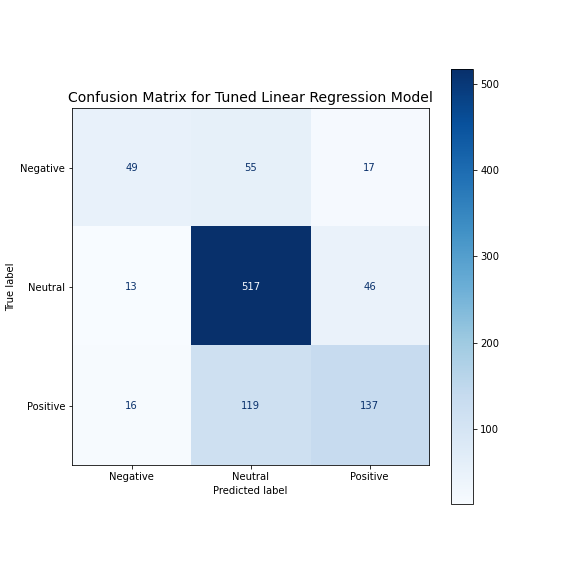 Confusion Matrix for Tuned Linear Regression Model
500
Negative 49 55 17
400
300
True label
Neutral 13 517 46
200
Positive 16 119 137
100
Negative Neutral Positive
Predicted label